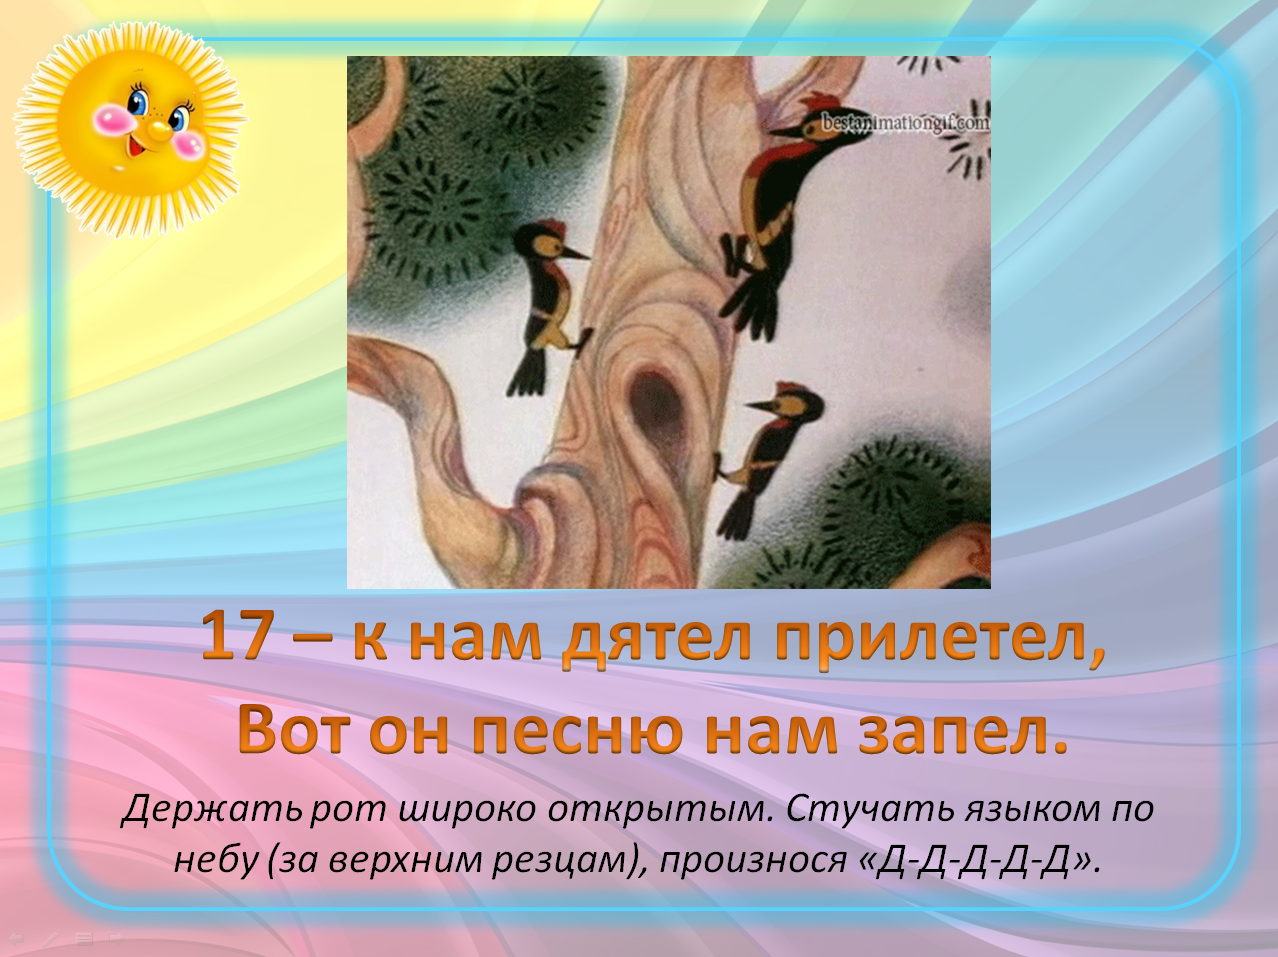 bestanimationgif.com
17 – к нам дятел прилетел,
Вот он песню нам запел.
Держать рот широко открытым. Стучать языком по
небу (за верхним резцам), произнося «Д-Д-Д-Д-Д».